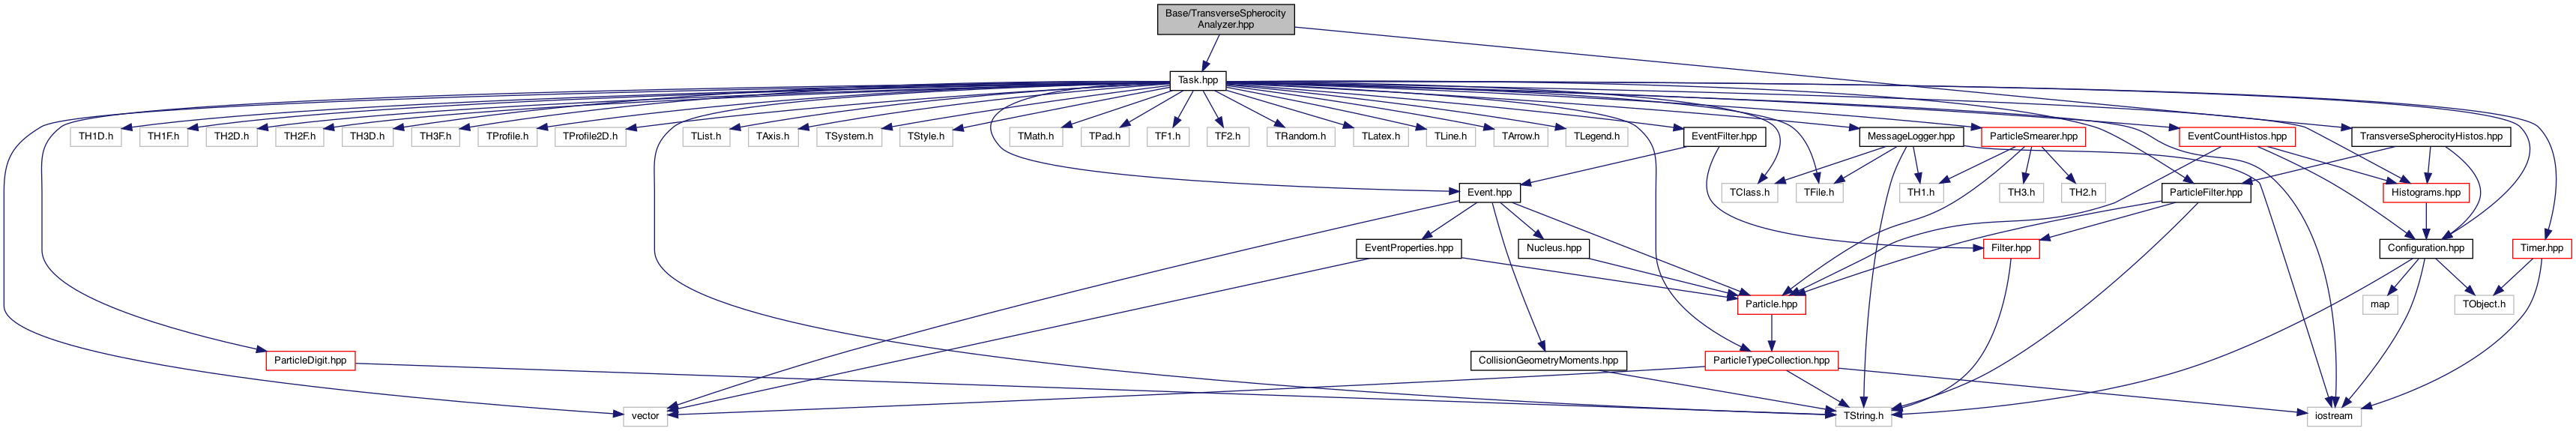 Base/TransverseSpherocity
Analyzer.hpp
Task.hpp
TH1D.h
TH1F.h
TH2D.h
TH2F.h
TH3D.h
TH3F.h
TProfile.h
TProfile2D.h
TList.h
TAxis.h
TSystem.h
TStyle.h
TMath.h
TPad.h
TF1.h
TF2.h
TRandom.h
TLatex.h
TLine.h
TArrow.h
TLegend.h
EventFilter.hpp
MessageLogger.hpp
ParticleSmearer.hpp
EventCountHistos.hpp
TransverseSpherocityHistos.hpp
Event.hpp
TClass.h
TFile.h
TH1.h
TH3.h
TH2.h
ParticleFilter.hpp
Histograms.hpp
EventProperties.hpp
Nucleus.hpp
Filter.hpp
Configuration.hpp
Timer.hpp
Particle.hpp
map
TObject.h
ParticleDigit.hpp
CollisionGeometryMoments.hpp
ParticleTypeCollection.hpp
vector
TString.h
iostream